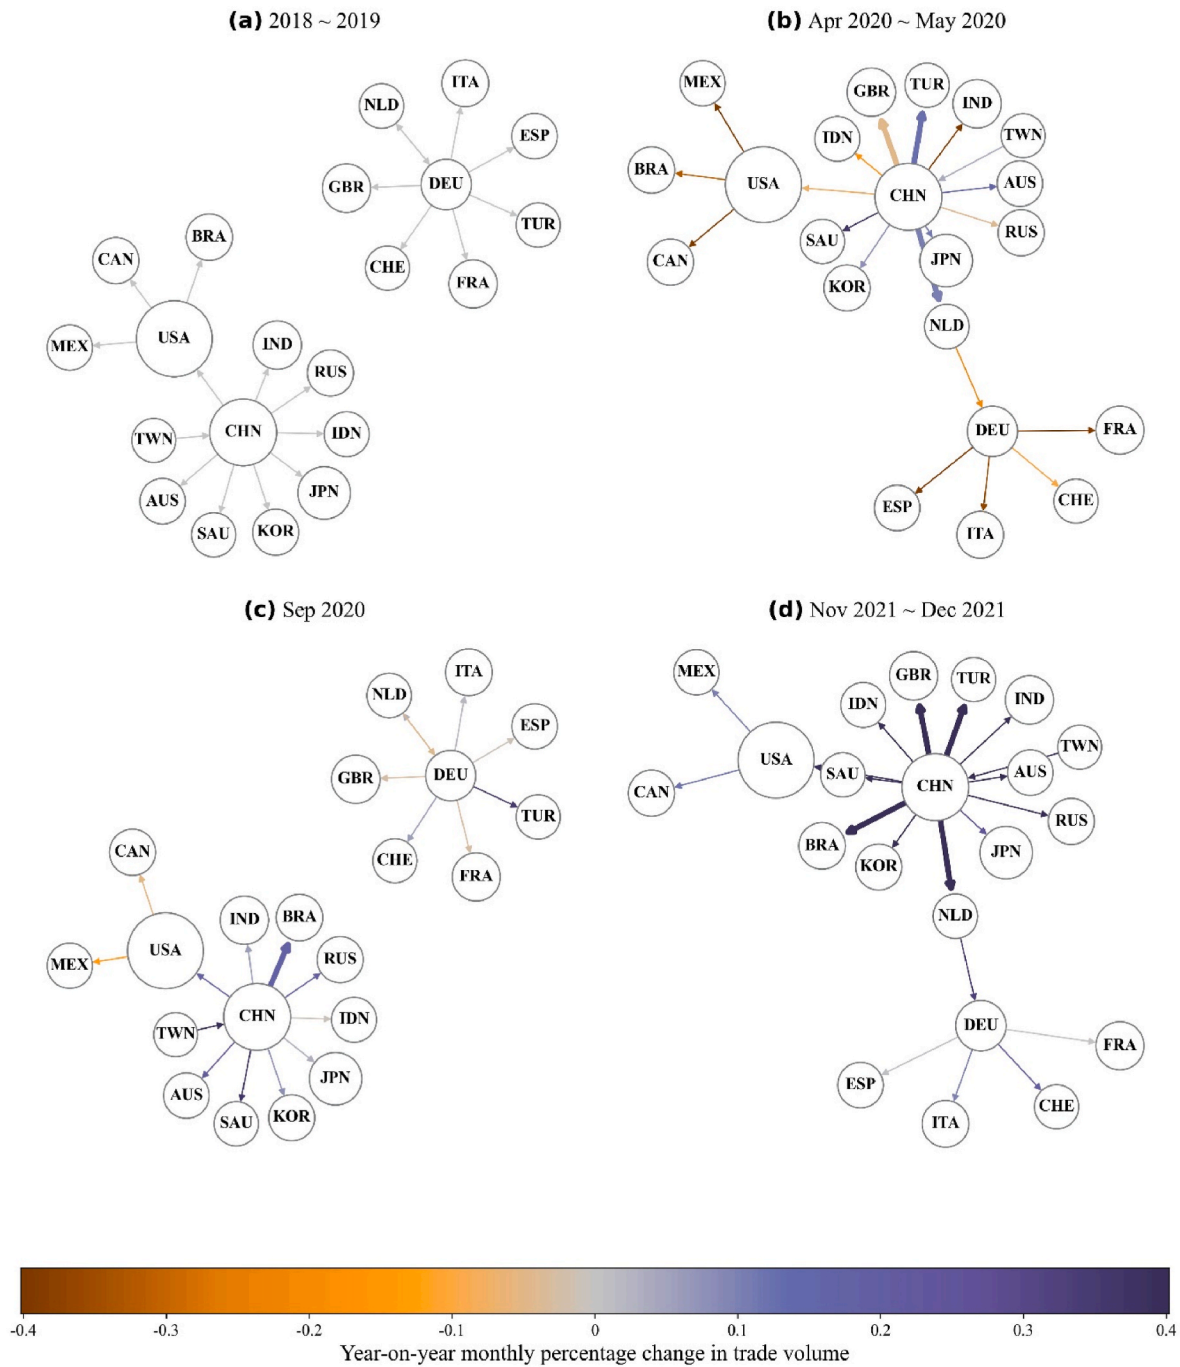 (a) 2018 ~ 2019
ITA
NLD
ESP
GBR
DEU
TUR
CHE
FRA
BRA
CAN
USA
MEX
IND
RUS
TWN
CHN
IDN
AUS
JPN
SAU
KOR
(b) Apr 2020 ~ May 2020
MEX
GBR
TUR
IND
IDN
TWN
BRA
USA
CHN
AUS
SAU
RUS
CAN
JPN
KOR
NLD
DEU
FRA
ESP
CHE
ITA
(c) Sep 2020
ITA
NLD
ESP
GBR
DEU
TUR
CHE
FRA
CAN
IND
BRA
USA
RUS
MEX
TWN
CHN
IDN
AUS
JPN
SAU
KOR
(d) Nov 2021 ~ Dec 2021
MEX
GBR
TUR
IDN
IND
USA
TWN
SAU
CHN
AUS
CAN
RUS
BRA
KOR
JPN
NLD
DEU
FRA
ESP
CHE
ITA
-0.4 -0.3 -0.2 -0.1 0 0.1 0.2 0.3 0.4
Year-on-year monthly percentage change in trade volume